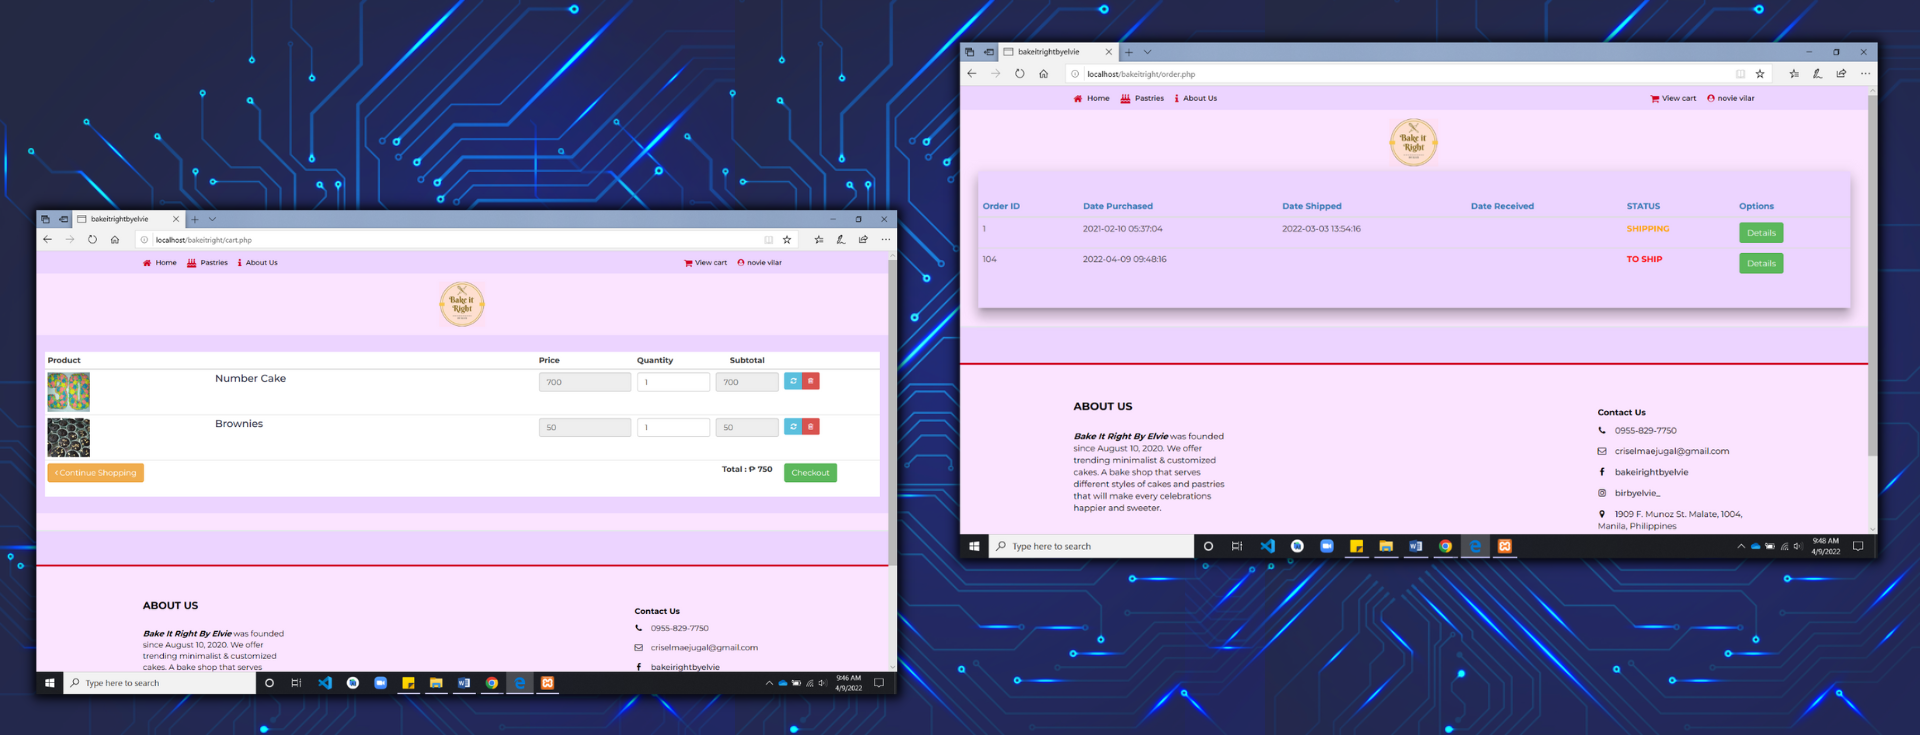 bakeitrightbyelvie
localhost/bakeitright/cart.php
Home Pastries About Us View cart novie vilar
Bake it
Right
Product Price Quantity Subtotal
Number Cake 700 1 700
Brownies 50 1 50
Continue Shopping Total : P 750 Checkout
ABOUT US
Bake It Right By Elvie was founded
since August 10, 2020. We offer
trending minimalist & customized
cakes. A bake shop that serves
Contact Us
0955-829-7750
criselmaejugal@gmail.com
bakeirightbyelvie
Type here to search
9:46 AM
4/9/2022
bakeitrightbyelvie
localhost/bakeitright/order.php
Home Pastries About Us View cart novie vilar
Bake it
Right
Order ID Date Purchased Date Shipped Date Received STATUS Options
1 2021-02-10 05:37:04 2022-03-03 13:54:16 SHIPPING Details
104 2022-04-09 09:48:16 TO SHIP Details
ABOUT US
Bake It Right By Elvie was founded
since August 10, 2020. We offer
trending minimalist & customized
cakes. A bake shop that serves
different styles of cakes and pastries
that will make every celebrations
happier and sweeter.
Contact Us
0955-829-7750
criselmaejugal@gmail.com
bakeirightbyelvie
birbyelvie_
1909 F. Munoz St. Malate, 1004,
Manila, Philippines
Type here to search
9:48 AM
4/9/2022